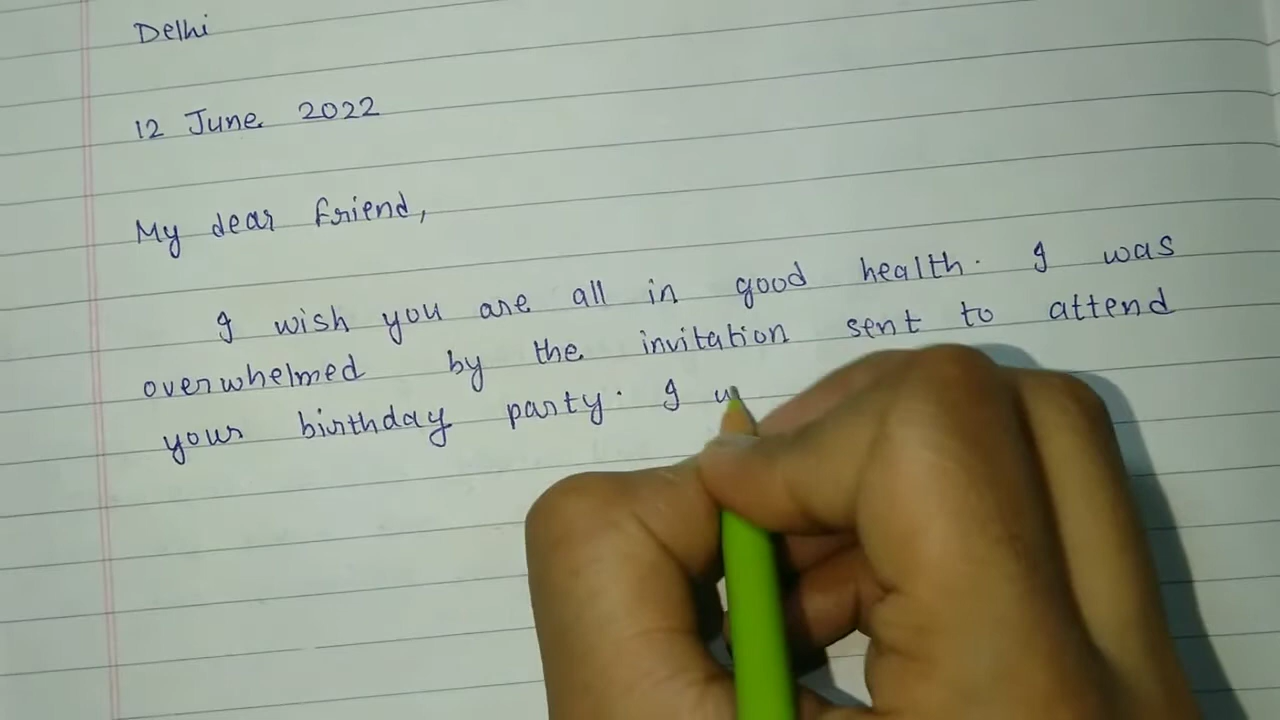 Delhi
12 June 2022
My dear friend,
I wish you are all in good health. I was
overwhelmed by the invitation sent to attend
your birthday party. I